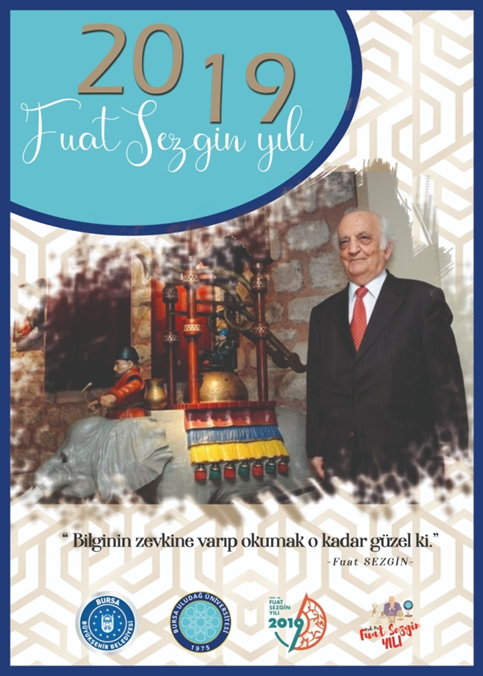 2019
Fuat Sezgin yılı
“ Bilginin zevkine varıp okumak o kadar güzel ki.”
-Fuat SEZGİN-
BURSA
BÜYÜKŞEHİR BELEDİYESİ
BURSA ULUDAĞ ÜNİVERSİTESİ
1975
FUAT
SEZGİN
YILI
2019
Fuat Sezgin
YILI